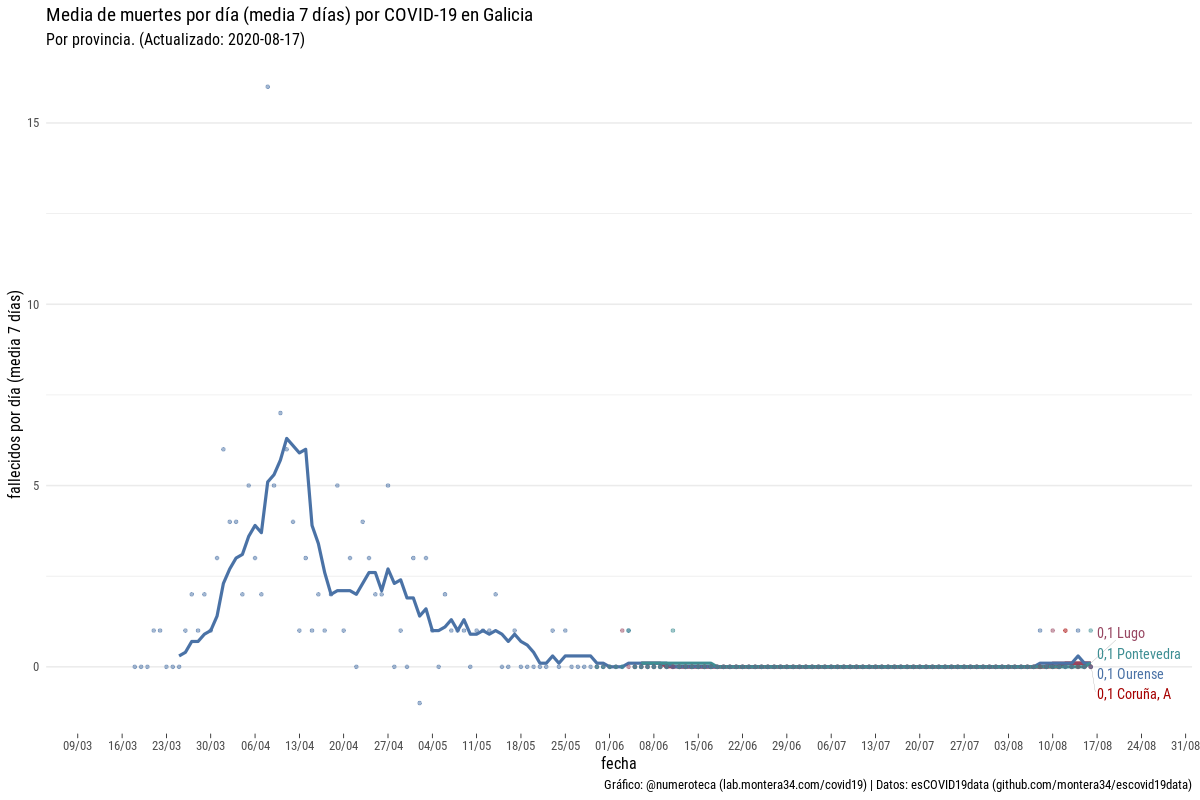 Media de muertes por día (media 7 días) por COVID-19 en Galicia
Por provincia. (Actualizado: 2020-08-17)
fallecidos por día (media 7 días)
15
10
5
0
0,1 Lugo
0,1 Pontevedra
0,1 Ourense
0,1 Coruña, A
09/03 16/03 23/03 30/03 06/04 13/04 20/04 27/04 04/05 11/05 18/05 25/05 01/06 08/06 15/06 22/06 29/06 06/07 13/07 20/07 27/07 03/08 10/08 17/08 24/08 31/08
fecha
Gráfico: @numeroteca (lab.montera34.com/covid19) | Datos: esCOVID19data (github.com/montera34/escovid19data)